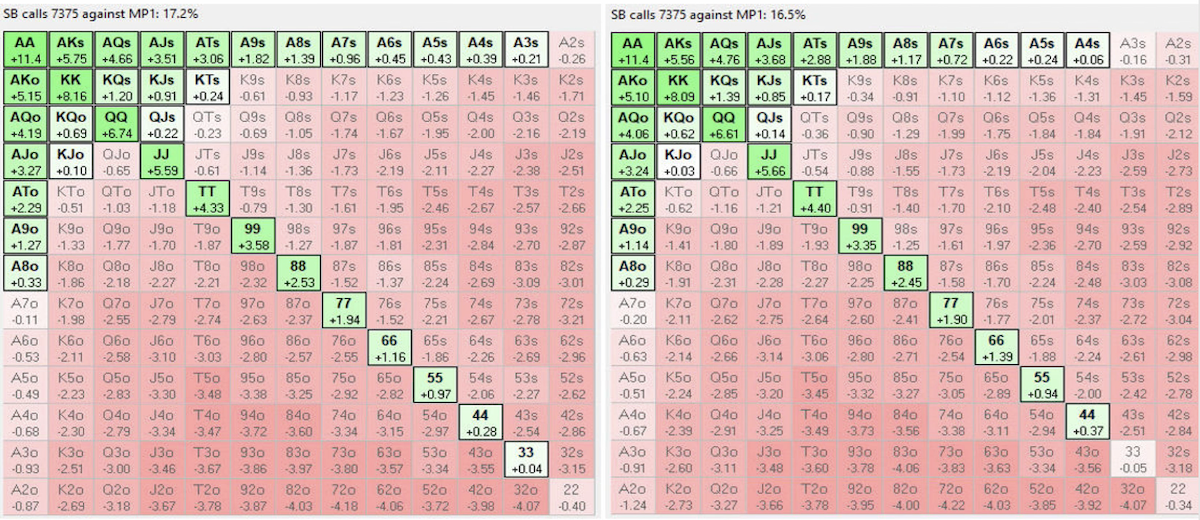 SB calls 7375 against MP1: 17.2%
AA AKs AQs AJs ATs A9s A8s A7s A6s A5s A4s A3s A2s
+11.4 +5.75 +4.66 +3.51 +3.06 +1.82 +1.39 +0.96 +0.45 +0.43 +0.39 +0.21 -0.26
AKo KK KQs KJs KTs K9s K8s K7s K6s K5s K4s K3s K2s
+5.15 +8.16 +1.20 +0.91 +0.24 -0.61 -0.93 -1.17 -1.23 -1.26 -1.45 -1.46 -1.71
AQo KQo QQ QJs QTs Q9s Q8s Q7s Q6s Q5s Q4s Q3s Q2s
+4.19 +0.69 +6.74 +0.22 -0.23 -0.69 -1.05 -1.74 -1.67 -1.95 -2.00 -2.16 -2.19
AJo KJo QJo JJ JTs J9s J8s J7s J6s J5s J4s J3s J2s
+3.27 +0.10 -0.65 +5.59 -0.61 -1.14 -1.36 -1.73 -2.19 -2.11 -2.27 -2.38 -2.51
ATo KTo QTo JTo TT T9s T8s T7s T6s T5s T4s T3s T2s
+2.29 -0.51 -1.03 -1.18 +4.33 -0.79 -1.30 -1.61 -1.95 -2.46 -2.67 -2.57 -2.66
A9o K9o Q9o J9o T9o 99 98s 97s 96s 95s 94s 93s 92s
+1.27 -1.33 -1.77 -1.70 -1.87 +3.58 -1.27 -1.87 -1.81 -2.31 -2.84 -2.70 -2.87
A8o K8o Q8o J8o T8o 98o 88 87s 86s 85s 84s 83s 82s
+0.33 -1.86 -2.18 -2.27 -2.21 -2.32 +2.53 -1.52 -1.37 -2.24 -2.69 -3.09 -3.01
A7o K7o Q7o J7o T7o 97o 87o 77 76s 75s 74s 73s 72s
-0.11 -1.98 -2.55 -2.79 -2.74 -2.63 -2.37 +1.94 -1.52 -2.21 -2.67 -2.78 -3.21
A6o K6o Q6o J6o T6o 96o 86o 76o 66 65s 64s 63s 62s
-0.53 -2.11 -2.58 -3.10 -3.03 -2.80 -2.57 -2.55 +1.16 -1.86 -2.26 -2.69 -2.96
A5o K5o Q5o J5o T5o 95o 85o 75o 65o 55 54s 53s 52s
-0.49 -2.23 -2.83 -3.30 -3.48 -3.38 -3.25 -2.92 -2.82 +0.97 -2.06 -2.27 -2.62
A4o K4o Q4o J4o T4o 94o 84o 74o 64o 54o 44 43s 42s
-0.68 -2.30 -2.79 -3.34 -3.47 -3.72 -3.60 -3.34 -3.15 -2.97 +0.28 -2.54 -2.86
A3o K3o Q3o J3o T3o 93o 83o 73o 63o 53o 43o 33 32s
-0.93 -2.51 -3.00 -3.46 -3.67 -3.86 -3.97 -3.80 -3.57 -3.34 -3.55 +0.04 -3.15
A2o K2o Q2o J2o T2o 92o 82o 72o 62o 52o 42o 32o 22
-0.87 -2.69 -3.18 -3.67 -3.78 -3.87 -4.03 -4.18 -4.06 -3.72 -3.98 -4.07 -0.40
SB calls 7375 against MP1: 16.5%
AA AKs AQs AJs ATs A9s A8s A7s A6s A5s A4s A3s A2s
+11.4 +5.56 +4.76 +3.68 +2.88 +1.88 +1.17 +0.72 +0.22 +0.24 +0.06 -0.16 -0.31
AKo KK KQs KJs KTs K9s K8s K7s K6s K5s K4s K3s K2s
+5.10 +8.09 +1.39 +0.85 +0.17 -0.34 -0.91 -1.10 -1.12 -1.36 -1.31 -1.45 -1.59
AQo KQo QQ QJs QTs Q9s Q8s Q7s Q6s Q5s Q4s Q3s Q2s
+4.06 +0.62 +6.61 +0.14 -0.36 -0.90 -1.29 -1.99 -1.75 -1.84 -1.84 -1.91 -2.12
AJo KJo QJo JJ JTs J9s J8s J7s J6s J5s J4s J3s J2s
+3.24 +0.03 -0.66 +5.66 -0.54 -0.88 -1.55 -1.73 -2.19 -2.04 -2.23 -2.59 -2.73
ATo KTo QTo JTo TT T9s T8s T7s T6s T5s T4s T3s T2s
+2.25 -0.62 -1.16 -1.21 +4.40 -0.91 -1.40 -1.70 -2.10 -2.48 -2.40 -2.54 -2.89
A9o K9o Q9o J9o T9o 99 98s 97s 96s 95s 94s 93s 92s
+1.14 -1.41 -1.80 -1.89 -1.93 +3.35 -1.25 -1.61 -1.97 -2.36 -2.70 -2.59 -2.92
A8o K8o Q8o J8o T8o 98o 88 87s 86s 85s 84s 83s 82s
+0.29 -1.91 -2.31 -2.28 -2.27 -2.25 +2.45 -1.58 -1.70 -2.24 -2.48 -3.03 -3.08
A7o K7o Q7o J7o T7o 97o 87o 77 76s 75s 74s 73s 72s
-0.20 -2.11 -2.62 -2.75 -2.64 -2.60 -2.41 +1.90 -1.77 -2.01 -2.37 -2.72 -3.04
A6o K6o Q6o J6o T6o 96o 86o 76o 66 65s 64s 63s 62s
-0.63 -2.14 -2.66 -3.14 -3.06 -2.80 -2.71 -2.54 +1.39 -1.88 -2.24 -2.61 -2.98
A5o K5o Q5o J5o T5o 95o 85o 75o 65o 55 54s 53s 52s
-0.51 -2.24 -2.85 -3.20 -3.45 -3.32 -3.27 -3.05 -2.89 +0.94 -2.00 -2.42 -2.78
A4o K4o Q4o J4o T4o 94o 84o 74o 64o 54o 44 43s 42s
-0.67 -2.39 -2.91 -3.25 -3.49 -3.73 -3.56 -3.38 -3.11 -2.94 +0.37 -2.51 -2.84
A3o K3o Q3o J3o T3o 93o 83o 73o 63o 53o 43o 33 32s
-0.91 -2.60 -3.11 -3.48 -3.60 -3.78 -4.06 -3.83 -3.63 -3.34 -3.56 -0.05 -3.18
A2o K2o Q2o J2o T2o 92o 82o 72o 62o 52o 42o 32o 22
-1.24 -2.73 -3.27 -3.66 -4.18 -3.95 -4.00 -4.22 -4.03 -3.85 -3.92 -4.07 -0.34